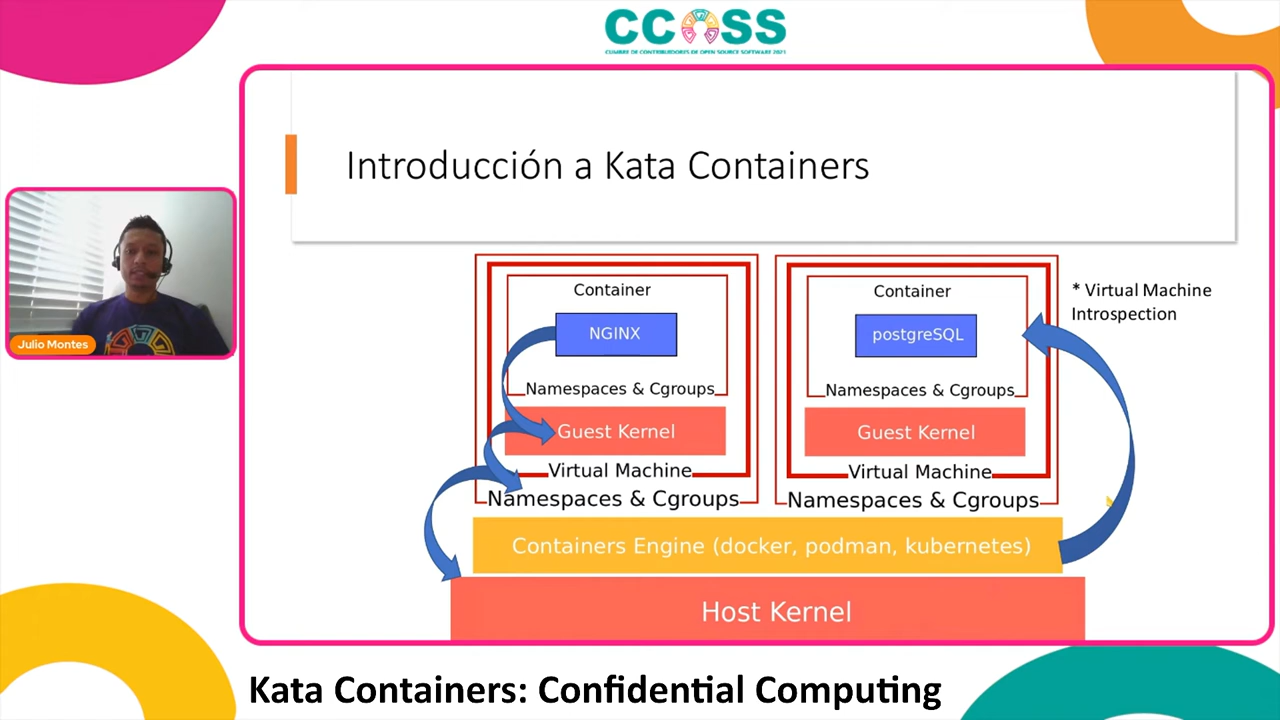 CCOSS
CUMBRE DE CONTRIBUIDORES DE OPEN SOURCE SOFTWARE 2021
Introducción a Kata Containers
Julio Montes
Container
NGINX
Namespaces & Cgroups
Guest Kernel
Virtual Machine
Namespaces & Cgroups
Container
postgreSQL
Namespaces & Cgroups
Guest Kernel
Virtual Machine
Namespaces & Cgroups
* Virtual Machine
Introspection
Containers Engine (docker, podman, kubernetes)
Host Kernel
Kata Containers: Confidential Computing